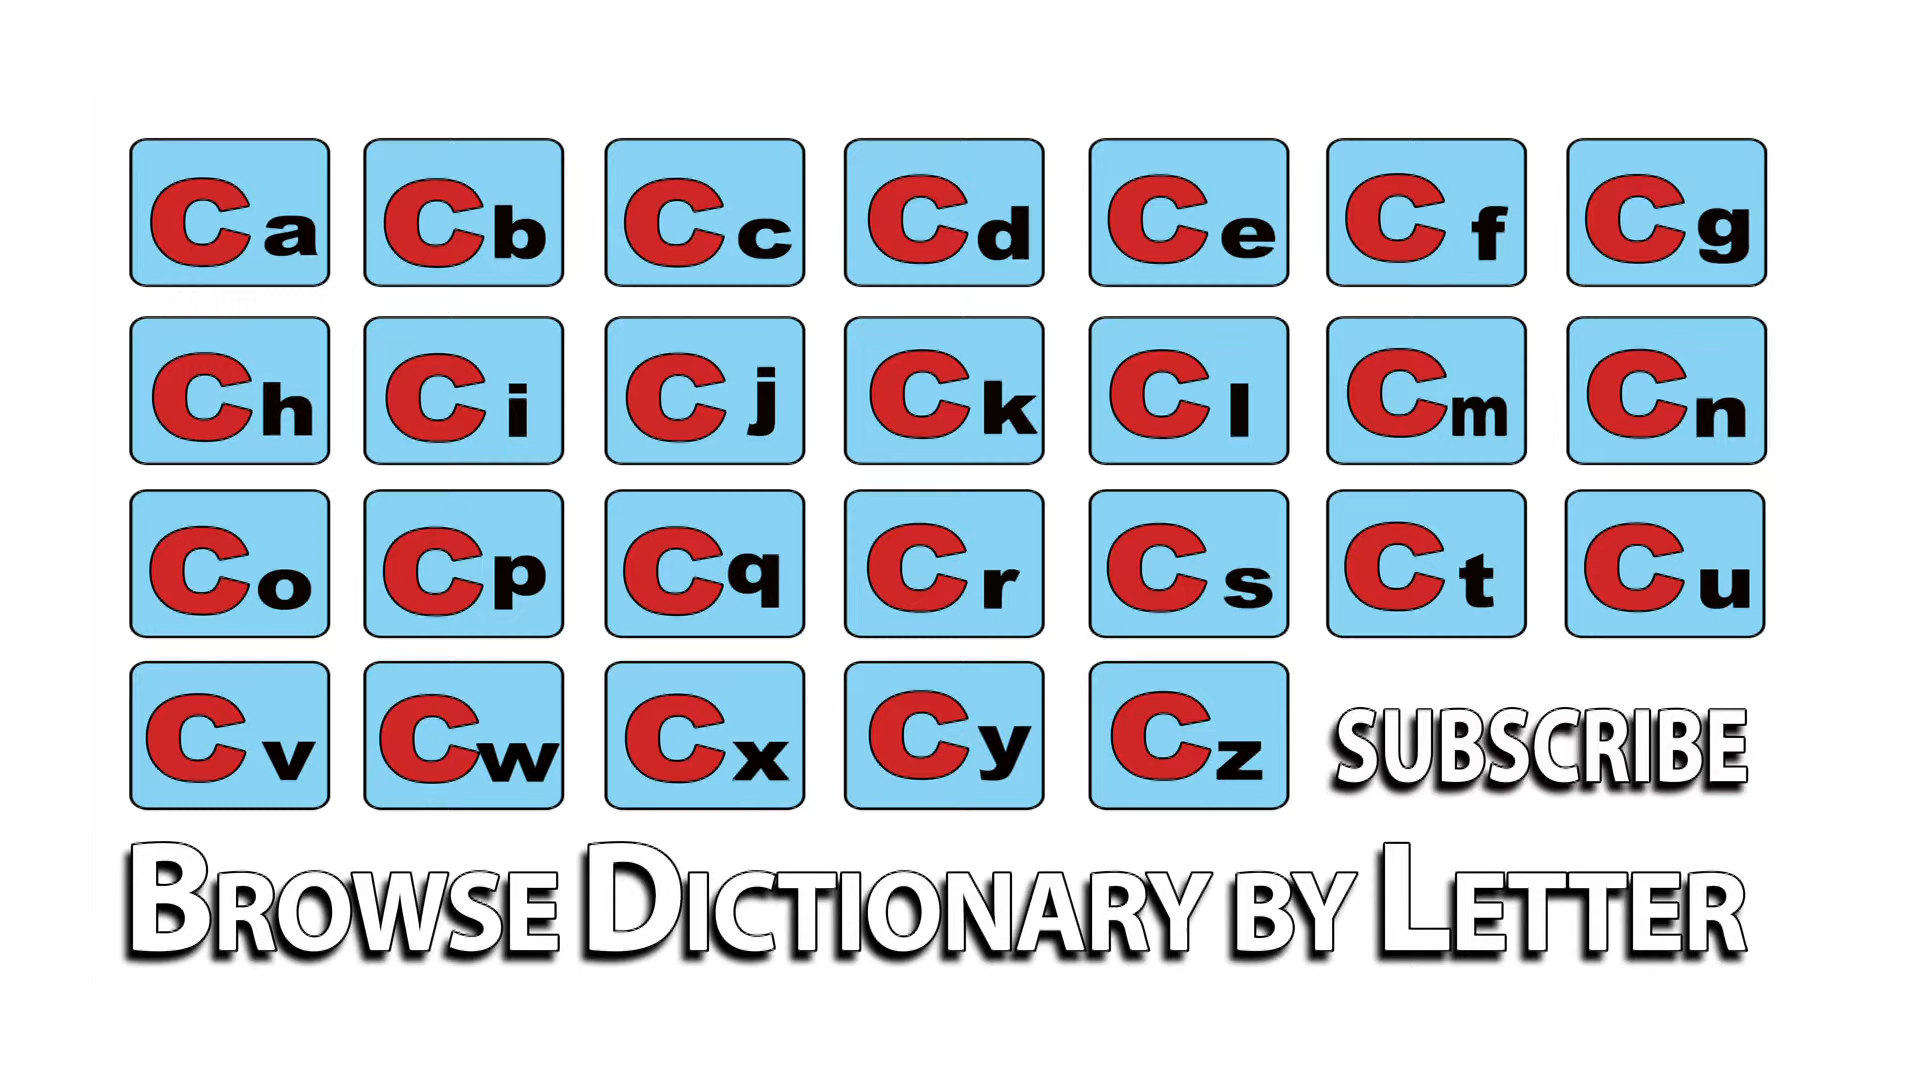 Ca Cb Cc Cd Ce Cf Cg
Ch Ci Cj Ck Cl Cm Cn
Co Cp Cq Cr Cs Ct Cu
Cv Cw Cx Cy Cz SUBSCRIBE
BROWSE DICTIONARY BY LETTER